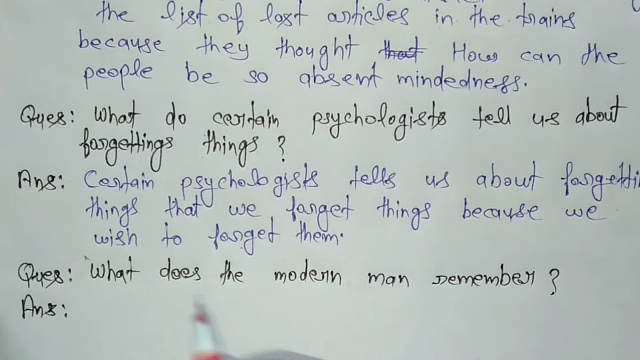 the list of lost articles in the trains
because they thought that How can the
people be so absent mindedness.
Ques: What do certain psychologists tell us about
forgettings things ?
Ans: Certain psychologists tells us about forgetti
things that we forget things because we
wish to forget them.
Ques: What does the modern man remember ?
Ans: